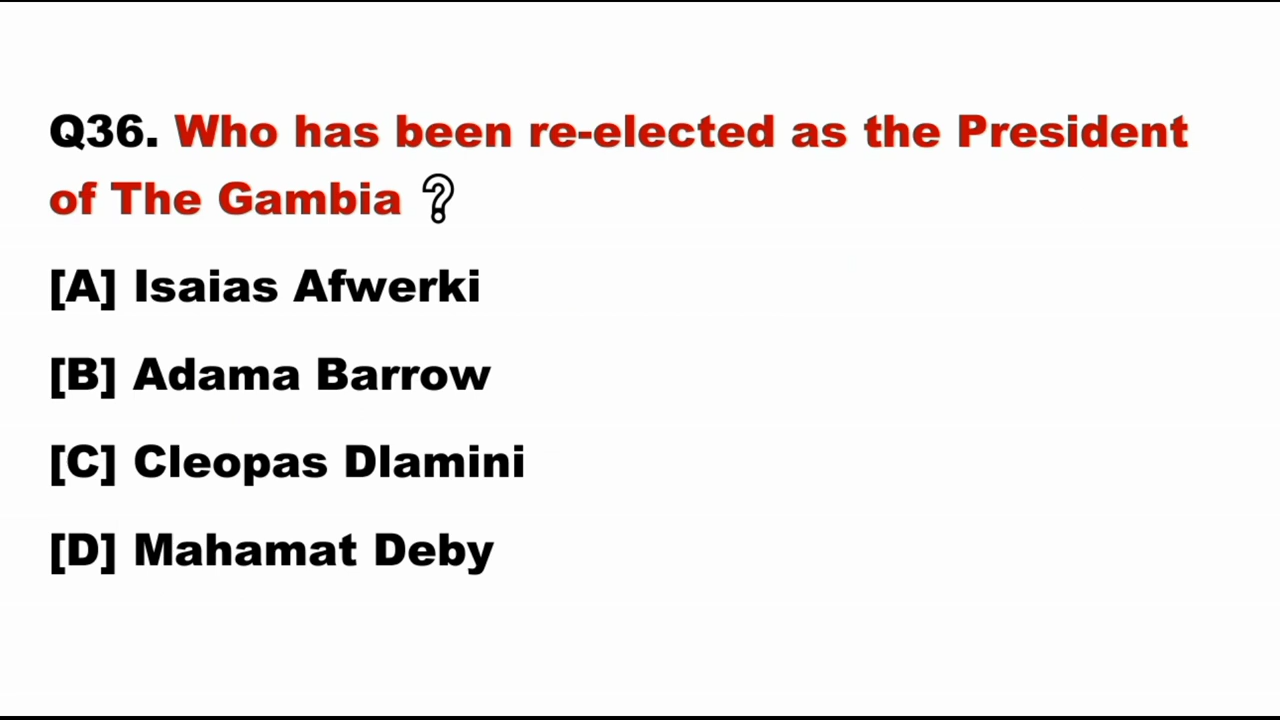 Q36. Who has been re-elected as the President
of The Gambia ?
[A] Isaias Afwerki
[B] Adama Barrow
[C] Cleopas Dlamini
[D] Mahamat Deby